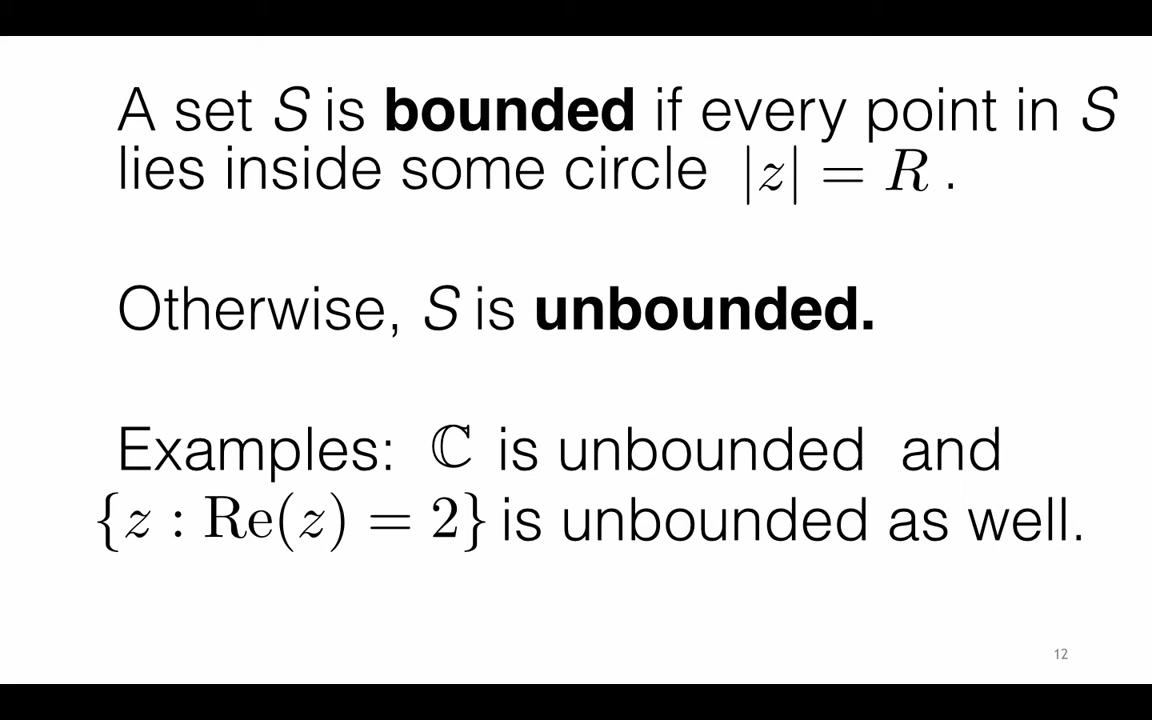 A set S is bounded if every point in S
lies inside some circle |z| = R .
Otherwise, S is unbounded.
Examples: ℂ is unbounded and
{z : Re(z) = 2} is unbounded as well.
12